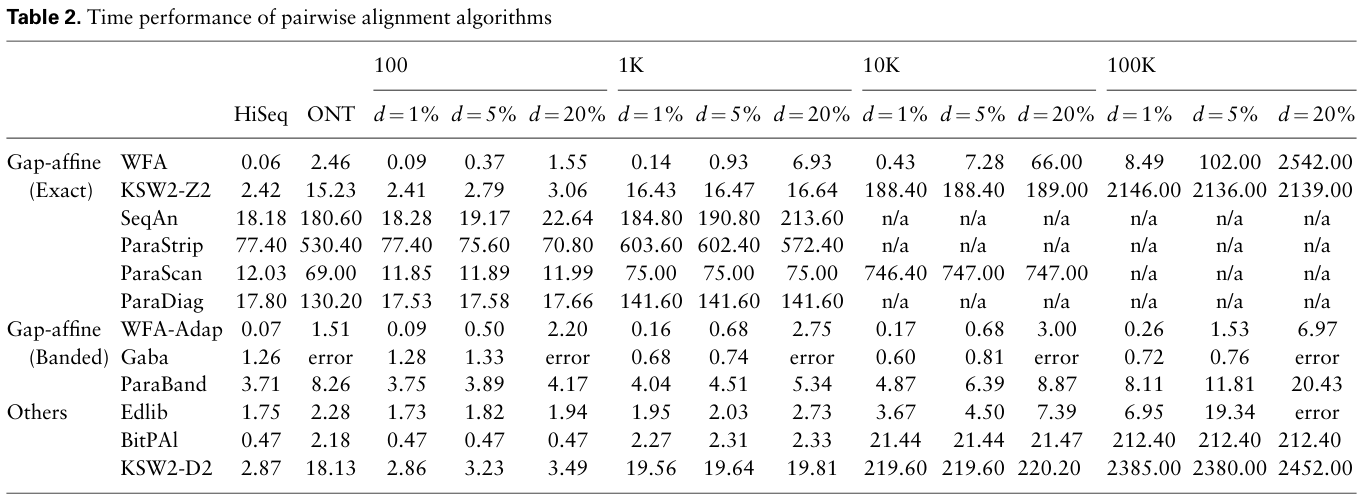 Table 2. Time performance of pairwise alignment algorithms
100 1K 10K 100K
HiSeq ONT d = 1% d = 5% d = 20% d = 1% d = 5% d = 20% d = 1% d = 5% d = 20% d = 1% d = 5% d = 20%
Gap-affine WFA 0.06 2.46 0.09 0.37 1.55 0.14 0.93 6.93 0.43 7.28 66.00 8.49 102.00 2542.00
(Exact) KSW2-Z2 2.42 15.23 2.41 2.79 3.06 16.43 16.47 16.64 188.40 188.40 189.00 2146.00 2136.00 2139.00
SeqAn 18.18 180.60 18.28 19.17 22.64 184.80 190.80 213.60 n/a n/a n/a n/a n/a n/a
ParaStrip 77.40 530.40 77.40 75.60 70.80 603.60 602.40 572.40 n/a n/a n/a n/a n/a n/a
ParaScan 12.03 69.00 11.85 11.89 11.99 75.00 75.00 75.00 746.40 747.00 747.00 n/a n/a n/a
ParaDiag 17.80 130.20 17.53 17.58 17.66 141.60 141.60 141.60 n/a n/a n/a n/a n/a n/a
Gap-affine WFA-Adap 0.07 1.51 0.09 0.50 2.20 0.16 0.68 2.75 0.17 0.68 3.00 0.26 1.53 6.97
(Banded) Gaba 1.26 error 1.28 1.33 error 0.68 0.74 error 0.60 0.81 error 0.72 0.76 error
ParaBand 3.71 8.26 3.75 3.89 4.17 4.04 4.51 5.34 4.87 6.39 8.87 8.11 11.81 20.43
Others Edlib 1.75 2.28 1.73 1.82 1.94 1.95 2.03 2.73 3.67 4.50 7.39 6.95 19.34 error
BitPAl 0.47 2.18 0.47 0.47 0.47 2.27 2.31 2.33 21.44 21.44 21.47 212.40 212.40 212.40
KSW2-D2 2.87 18.13 2.86 3.23 3.49 19.56 19.64 19.81 219.60 219.60 220.20 2385.00 2380.00 2452.00